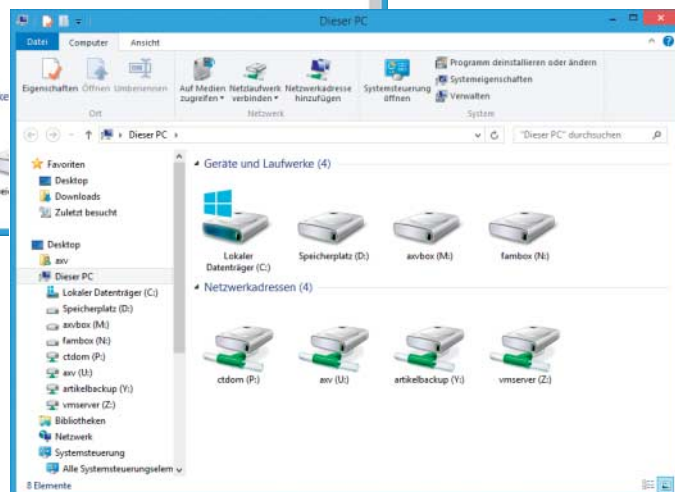 Dieser PC
Datei Computer Ansicht
Eigenschaften Öffnen Umbenennen
Ort
Auf Medien zugreifen
Netzlaufwerk verbinden
Netzwerkadresse hinzufügen
Netzwerk
Systemsteuerung öffnen
Programm deinstallieren oder ändern
Systemeigenschaften
Verwalten
System
Dieser PC
"Dieser PC" durchsuchen
Favoriten
Desktop
Downloads
Zuletzt besucht
Desktop
axv
Dieser PC
Lokaler Datenträger (C:)
Speicherplatz (D:)
axvbox (M:)
fambox (N:)
ctdom (P:)
axv (U:)
artikelbackup (Y:)
vmserver (Z:)
Bibliotheken
Netzwerk
Systemsteuerung
Alle Systemsteuerungselem
Geräte und Laufwerke (4)
Lokaler
Datenträger (C:)
Speicherplatz (D:)
axvbox (M:)
fambox (N:)
Netzwerkadressen (4)
ctdom (P:)
axv (U:)
artikelbackup (Y:)
vmserver (Z:)
8 Elemente